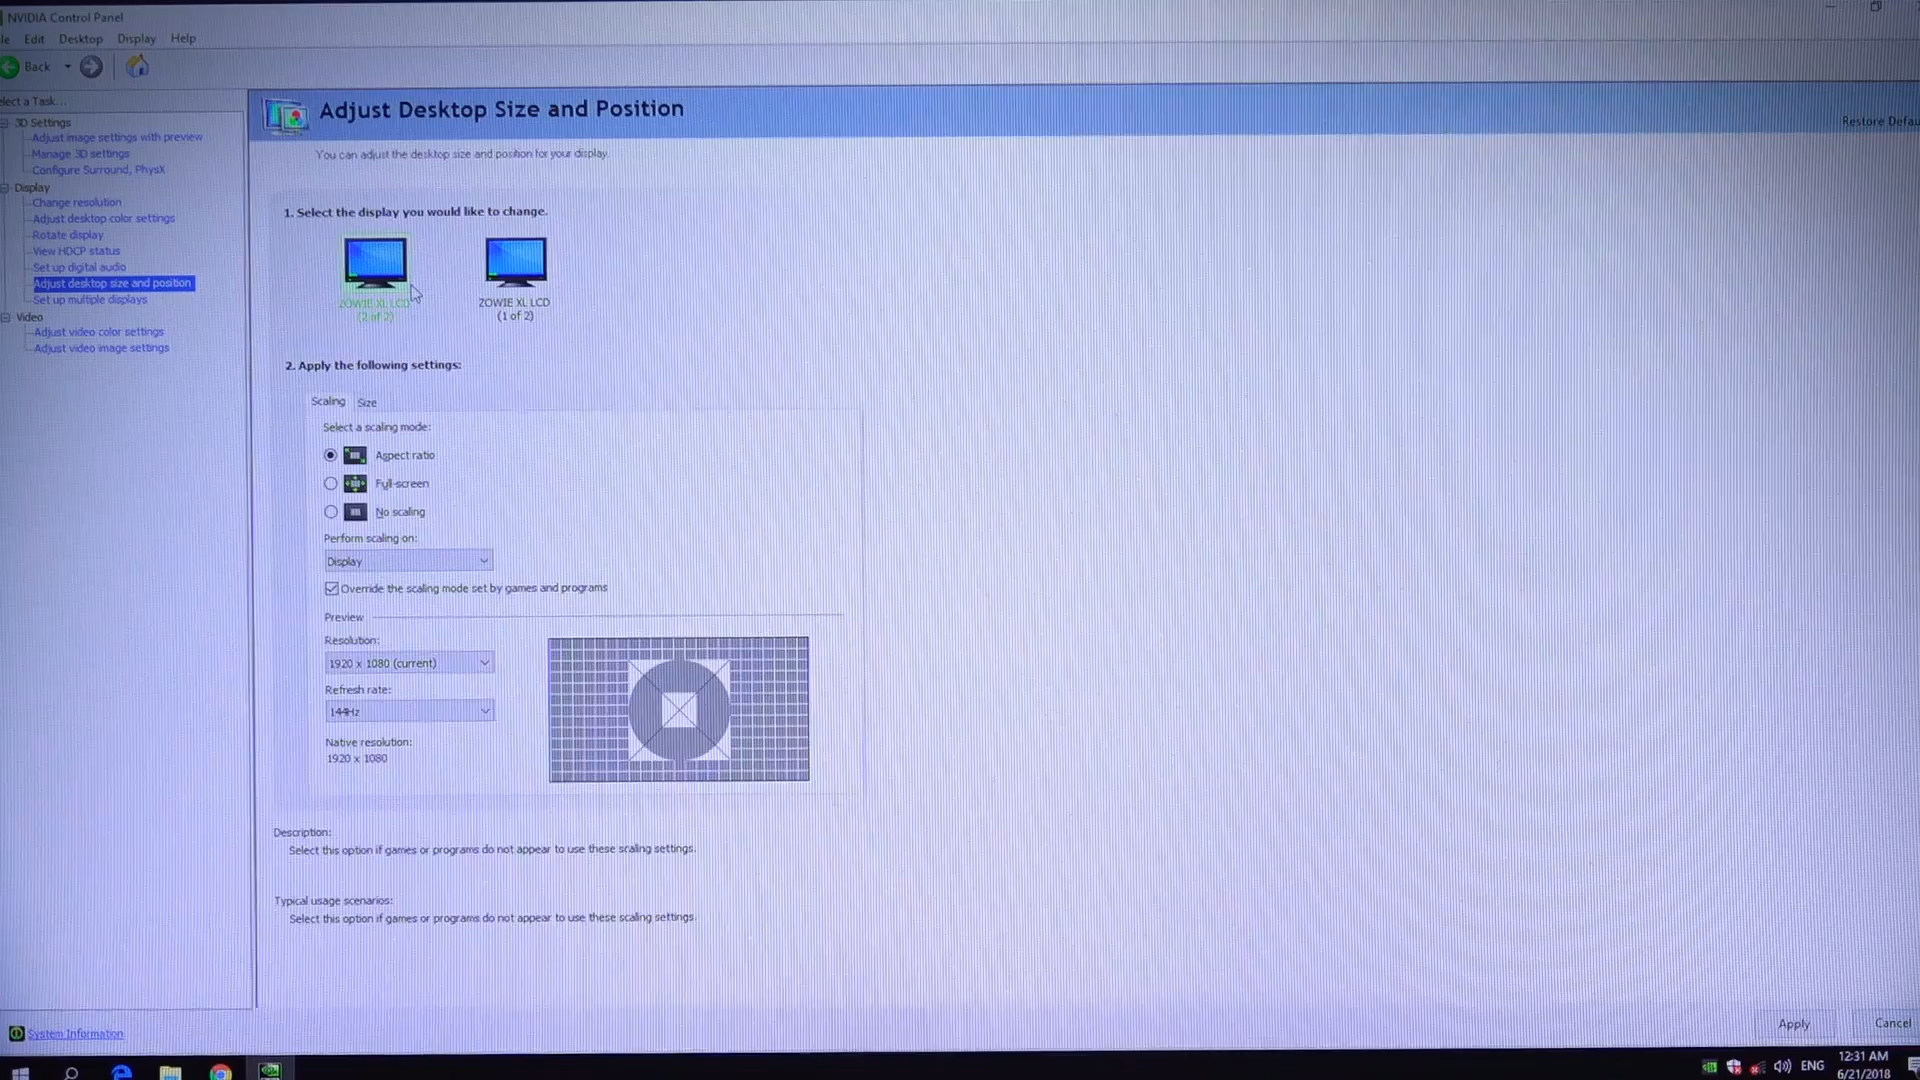 NVIDIA Control Panel
Edit Desktop Display Help
Back
Select a Task...
3D Settings
Adjust image settings with preview
Manage 3D settings
Configure Surround, PhysX
Display
Change resolution
Adjust desktop color settings
Rotate display
View HDCP status
Set up digital audio
Adjust desktop size and position
Set up multiple displays
Video
Adjust video color settings
Adjust video image settings
System Information
Adjust Desktop Size and Position
Restore Defau
You can adjust the desktop size and position for your display.
1. Select the display you would like to change.
ZOWIE XL LCD
(2 of 2)
ZOWIE XL LCD
(1 of 2)
2. Apply the following settings:
Scaling Size
Select a scaling mode:
Aspect ratio
Full-screen
No scaling
Perform scaling on:
Display
Override the scaling mode set by games and programs
Preview
Resolution:
1920 x 1080 (current)
Refresh rate:
144Hz
Native resolution:
1920 x 1080
Description:
Select this option if games or programs do not appear to use these scaling settings.
Typical usage scenarios:
Select this option if games or programs do not appear to use these scaling settings.
Apply Cancel
ENG
12:31 AM
6/21/2018